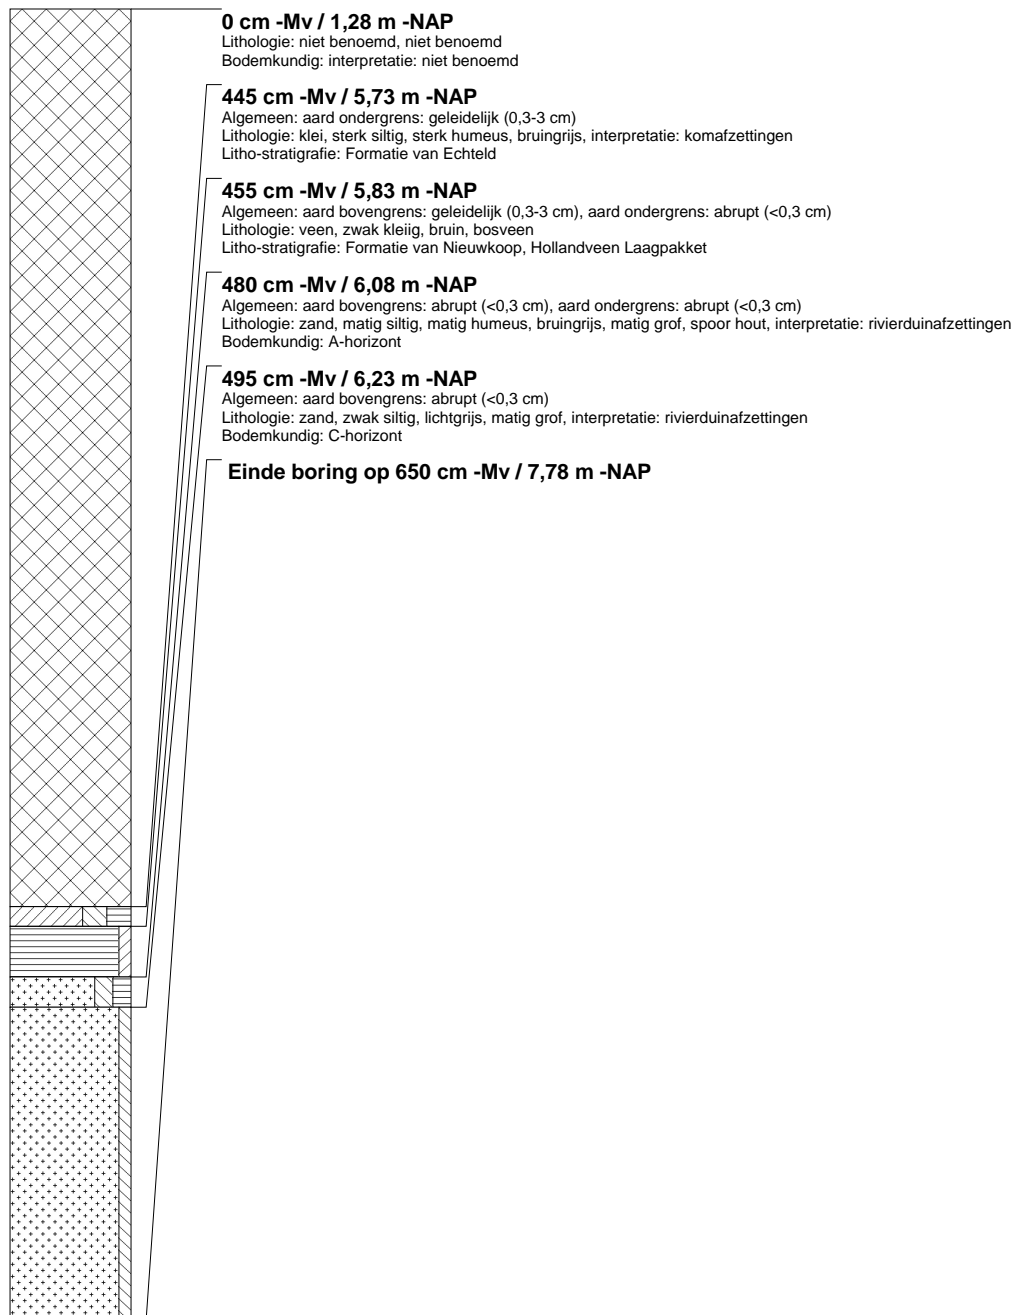 0 cm -Mv / 1,28 m -NAP
Lithologie: niet benoemd, niet benoemd
Bodemkundig: interpretatie: niet benoemd
445 cm -Mv / 5,73 m -NAP
Algemeen: aard ondergrens: geleidelijk (0,3-3 cm)
Lithologie: klei, sterk siltig, sterk humeus, bruingrijs, interpretatie: komafzettingen
Litho-stratigrafie: Formatie van Echteld
455 cm -Mv / 5,83 m -NAP
Algemeen: aard bovengrens: geleidelijk (0,3-3 cm), aard ondergrens: abrupt (<0,3 cm)
Lithologie: veen, zwak kleiig, bruin, bosveen
Litho-stratigrafie: Formatie van Nieuwkoop, Hollandveen Laagpakket
480 cm -Mv / 6,08 m -NAP
Algemeen: aard bovengrens: abrupt (<0,3 cm), aard ondergrens: abrupt (<0,3 cm)
Lithologie: zand, matig siltig, matig humeus, bruingrijs, matig grof, spoor hout, interpretatie: rivierduinafzettingen
Bodemkundig: A-horizont
495 cm -Mv / 6,23 m -NAP
Algemeen: aard bovengrens: abrupt (<0,3 cm)
Lithologie: zand, zwak siltig, lichtgrijs, matig grof, interpretatie: rivierduinafzettingen
Bodemkundig: C-horizont
Einde boring op 650 cm -Mv / 7,78 m -NAP